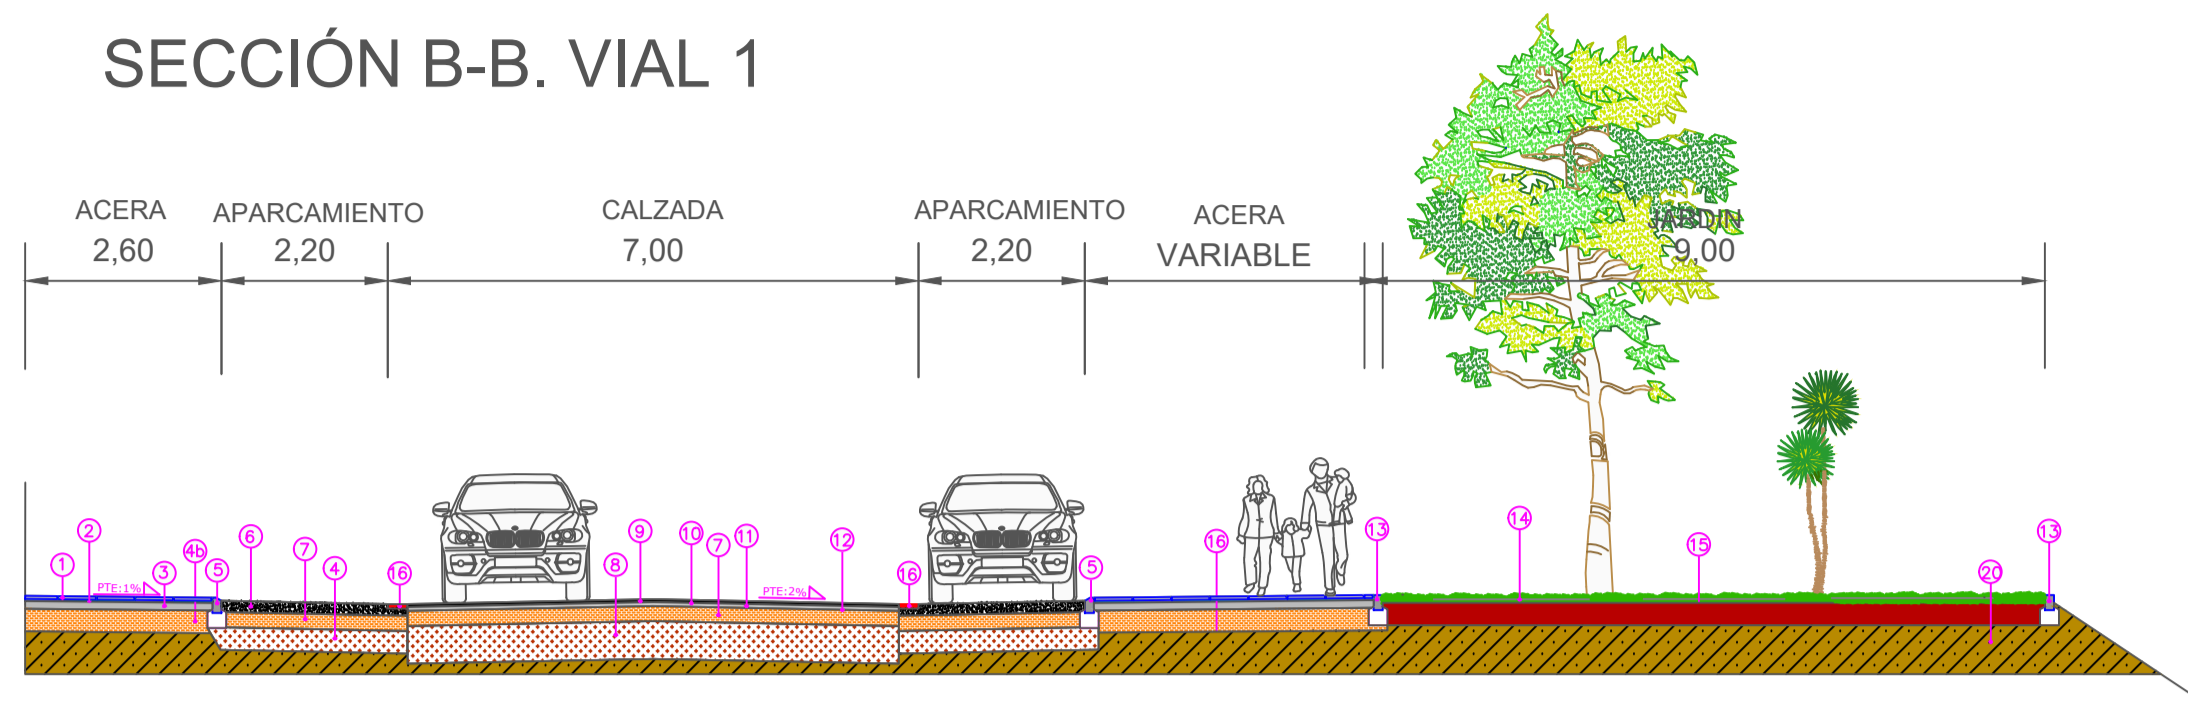 SECCIÓN B-B. VIAL 1
ACERA
2,60
APARCAMIENTO
2,20
CALZADA
7,00
APARCAMIENTO
2,20
ACERA
VARIABLE
JARDIN
9,00
1
2
PTE:1%
3
4b
5
6
7
4
16
8
9
10
7
11
PTE:2%
12
16
5
16
13
14
15
20
13